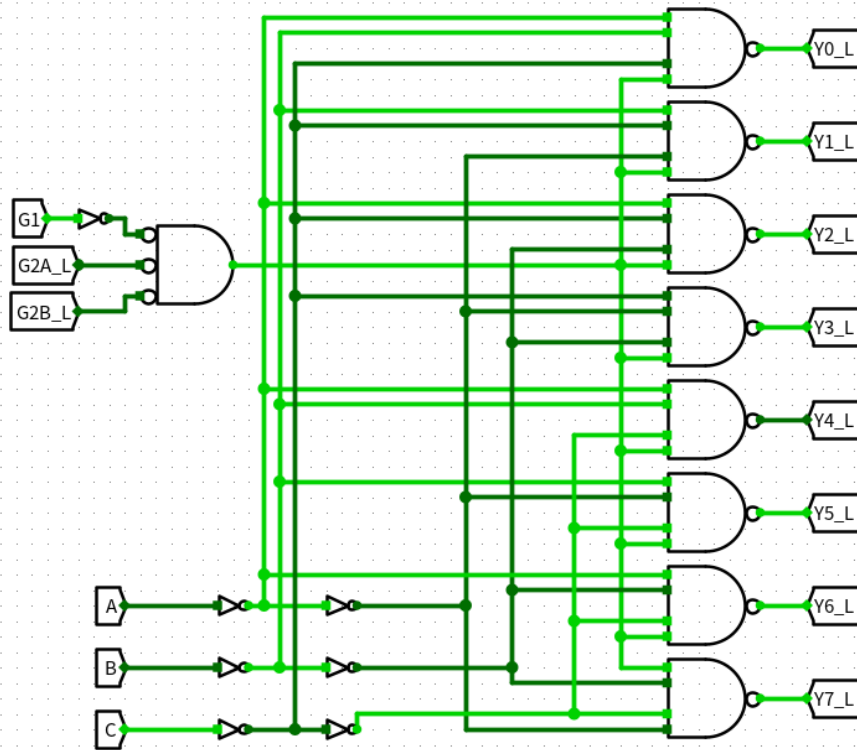 Y0_L
Y1_L
G1
Y2_L
G2A_L
G2B_L
Y3_L
Y4_L
Y5_L
A
Y6_L
B
Y7_L
C